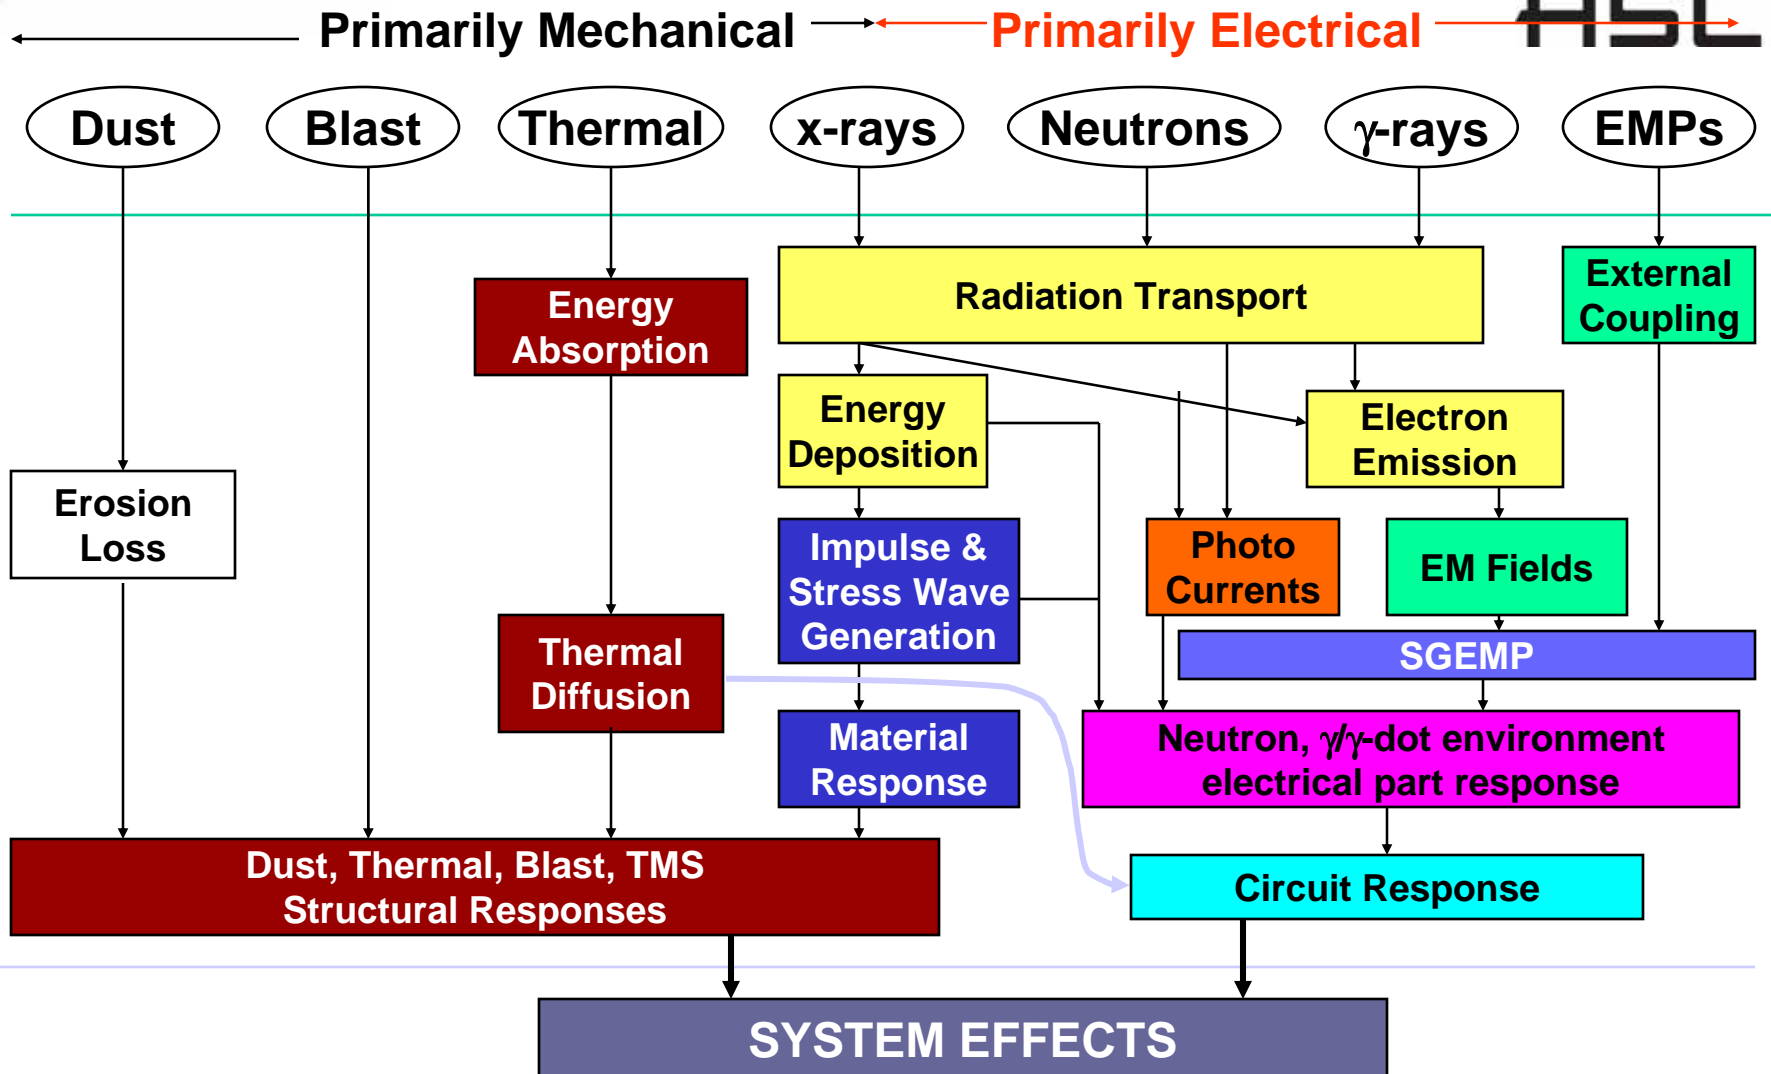 Primarily Mechanical
Primarily Electrical
ASL
Dust
Blast
Thermal
x-rays
Neutrons
γ-rays
EMPs
Energy
Absorption
Radiation Transport
External
Coupling
Energy
Deposition
Electron
Emission
Erosion
Loss
Impulse &
Stress Wave
Generation
Photo
Currents
EM Fields
Thermal
Diffusion
SGEMP
Material
Response
Neutron, γ/γ-dot environment
electrical part response
Dust, Thermal, Blast, TMS
Structural Responses
Circuit Response
SYSTEM EFFECTS